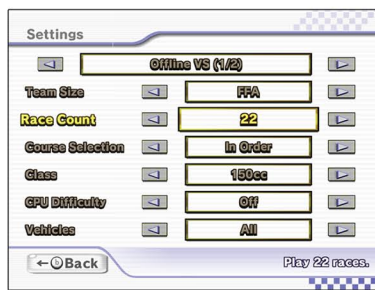 Settings
Offline VS (1/2)
Team Size FFA
Race Count 22
Course Selection In Order
Class 150cc
CPU Difficulty Off
Vehicles All
Back
Play 22 races.